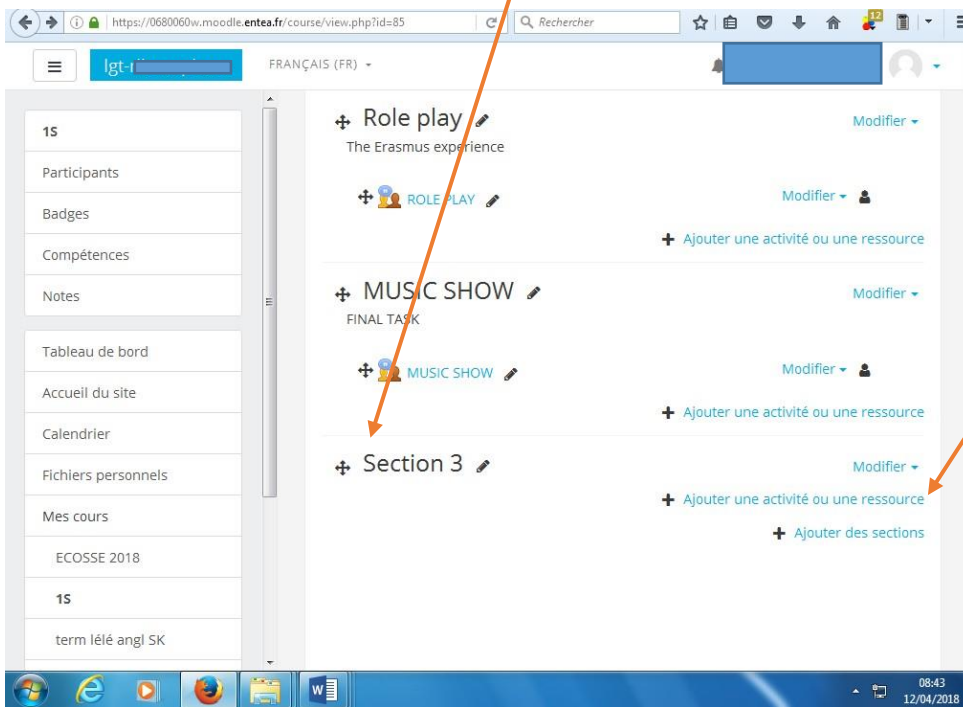 https://0680060w.moodle.entea.fr/course/view.php?id=85
Rechercher
12
FRANÇAIS (FR)
1S
Participants
Badges
Compétences
Notes
Tableau de bord
Accueil du site
Calendrier
Fichiers personnels
Mes cours
ECOSSE 2018
1S
term lélé angl SK
Role play
Modifier
The Erasmus experience
ROLE PLAY
Modifier
Ajouter une activité ou une ressource
MUSIC SHOW
Modifier
FINAL TASK
MUSIC SHOW
Modifier
Ajouter une activité ou une ressource
Section 3
Modifier
Ajouter une activité ou une ressource
Ajouter des sections
08:43
12/04/2018